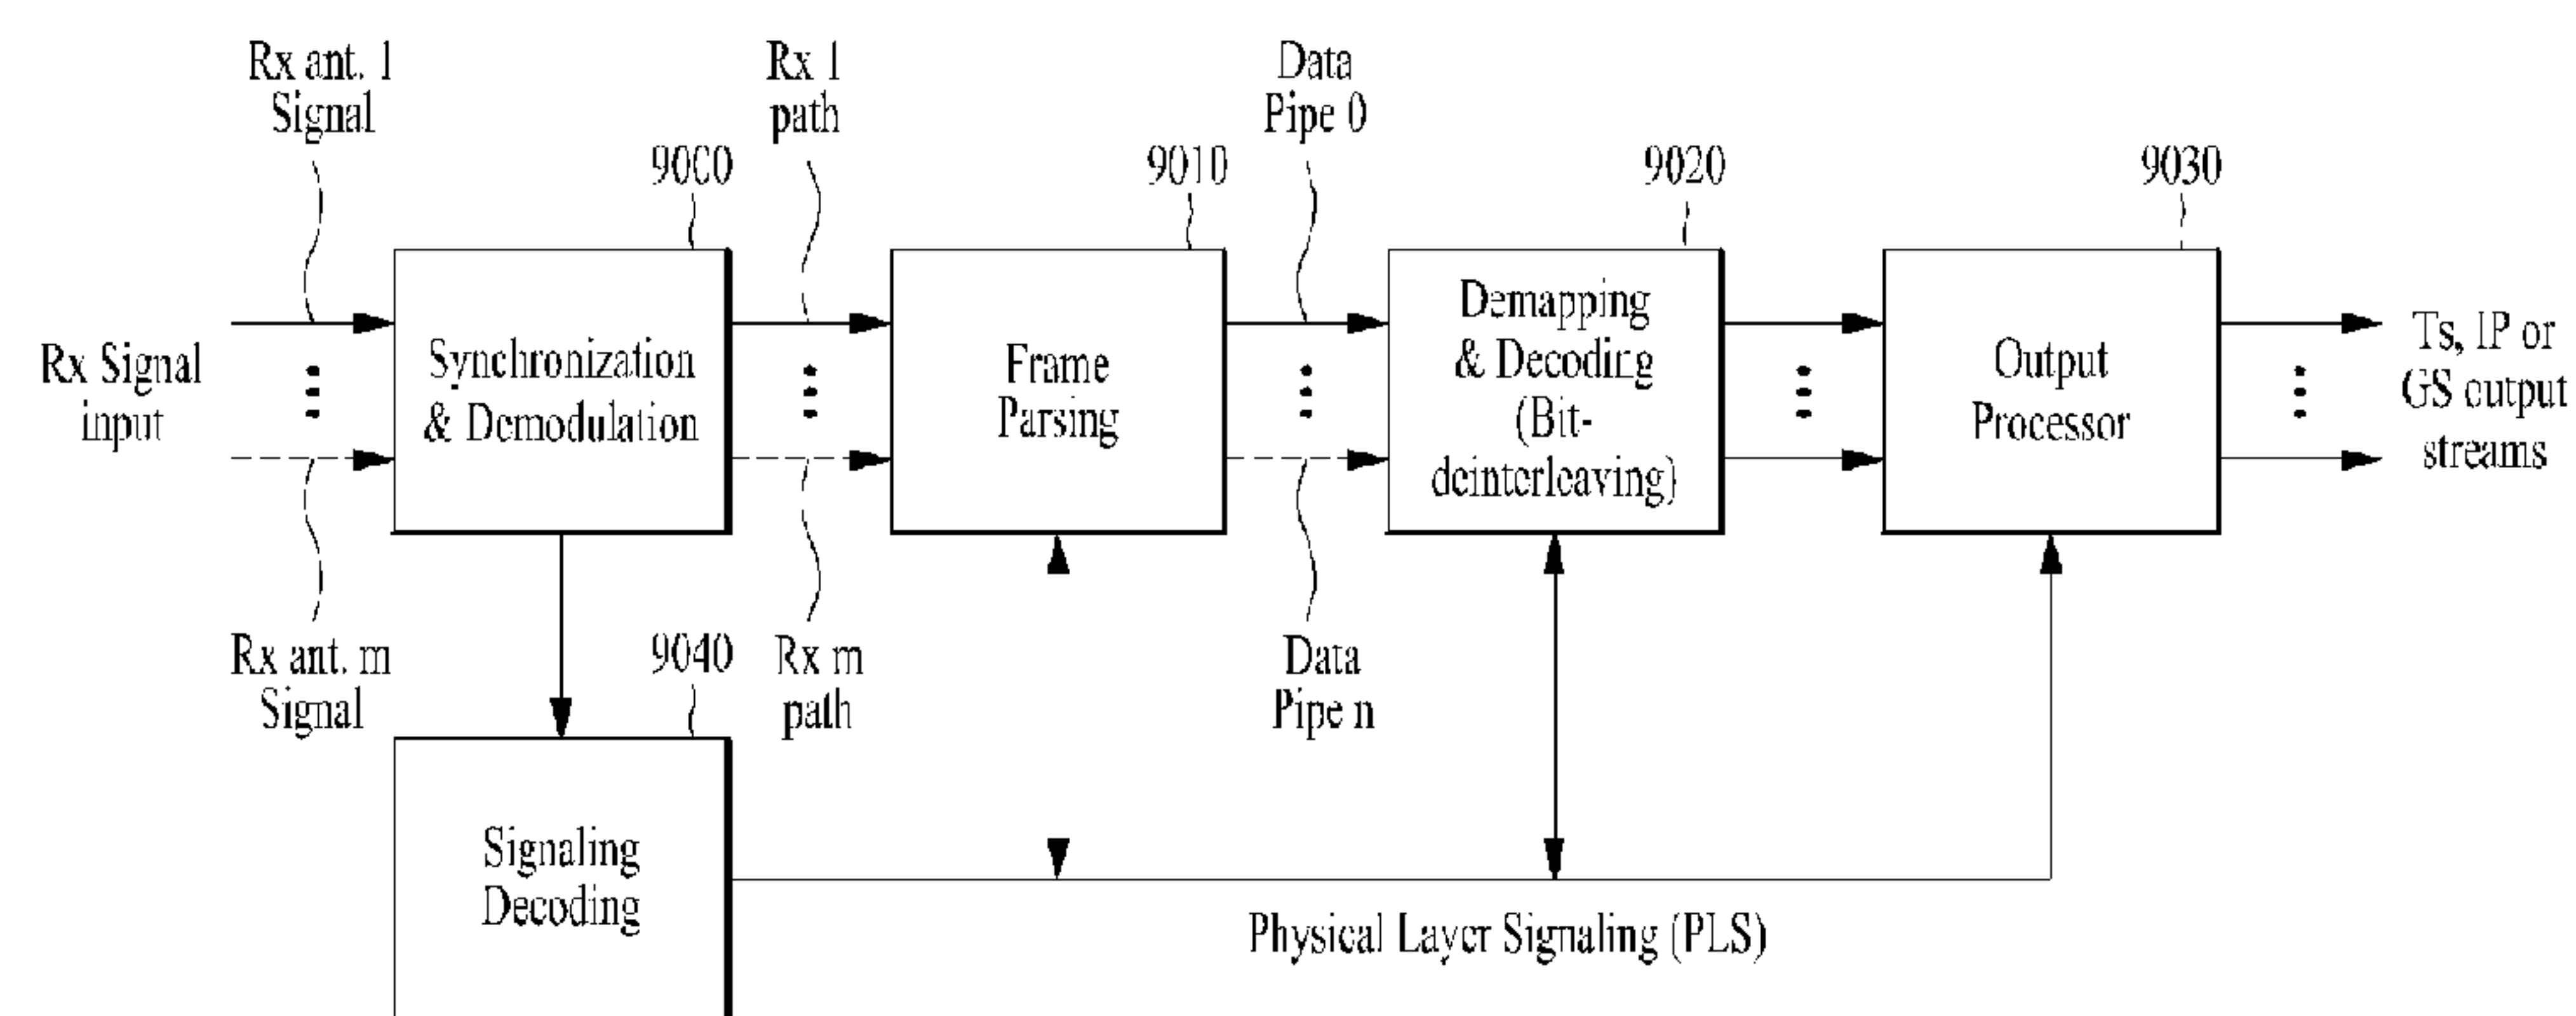 Rx ant. 1
Signal
Rx 1
path
Data
Pipe 0
9000
9010
9020
9030
Rx Signal
input
Synchronization
& Demodulation
Frame
Parsing
Demapping
& Decoding
(Bit-
deinterleaving)
Output
Processor
Ts, IP or
GS output
streams
Rx ant. m
Signal
9040
Rx m
path
Data
Pipe n
Signaling
Decoding
Physical Layer Signaling (PLS)